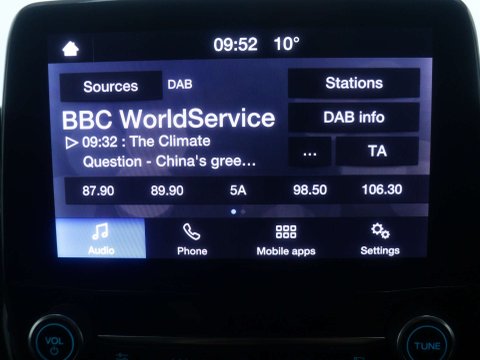 09:52 10°
Sources DAB Stations
BBC WorldService
DAB info
▷ 09:32 : The Climate
Question - China's gree...
... TA
87.90 89.90 5A 98.50 106.30
Audio Phone Mobile apps Settings
VOL TUNE